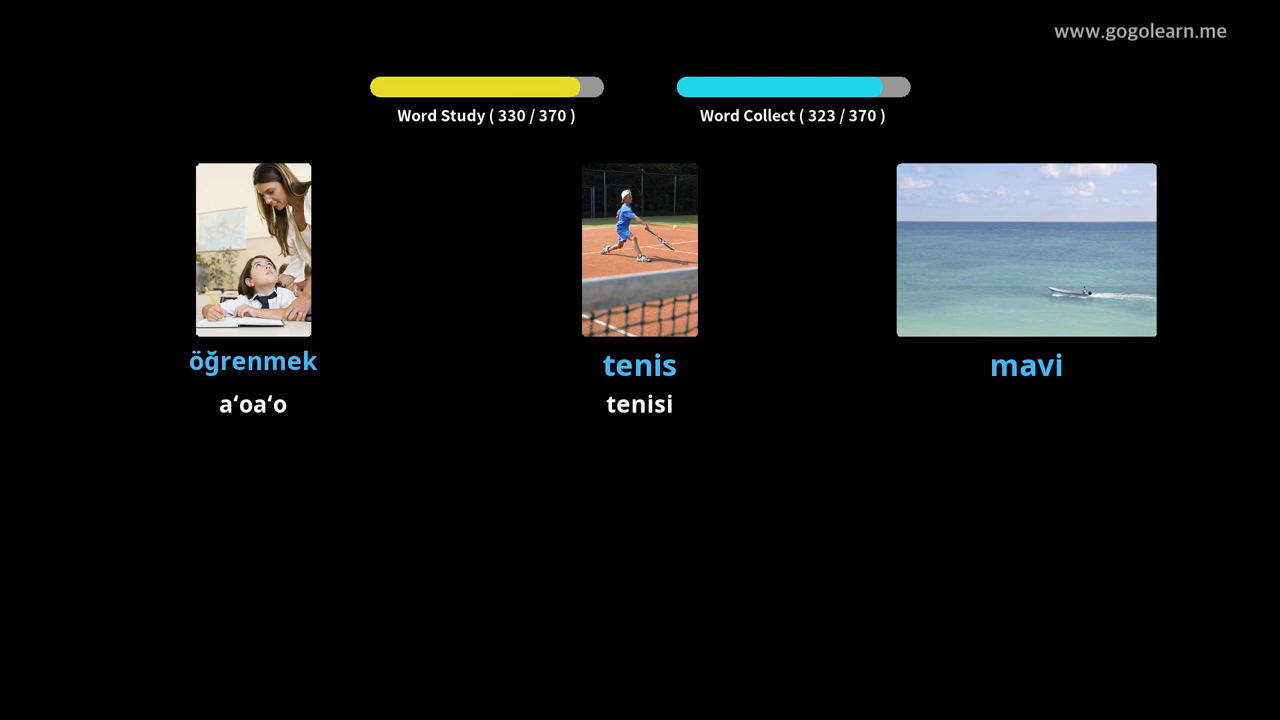 www.gogolearn.me
Word Study ( 330 / 370 )
Word Collect ( 323 / 370 )
öğrenmek
tenis
mavi
aʻoaʻo
tenisi